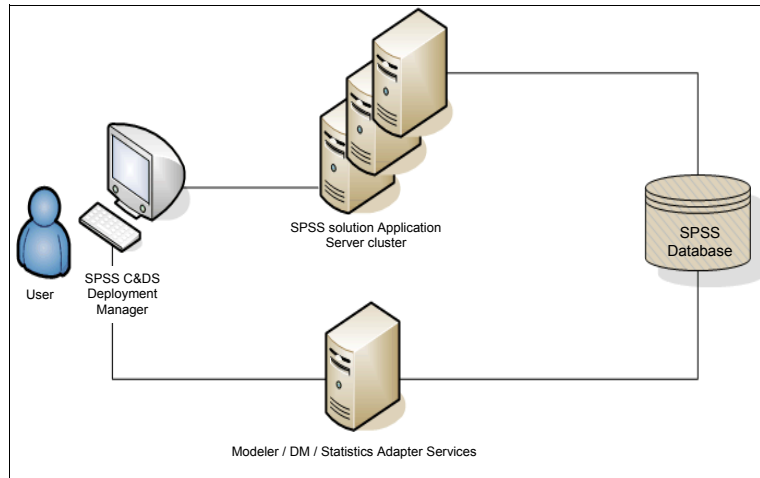 SPSS solution Application
Server cluster
SPSS
Database
User
SPSS C&DS
Deployment
Manager
Modeler / DM / Statistics Adapter Services